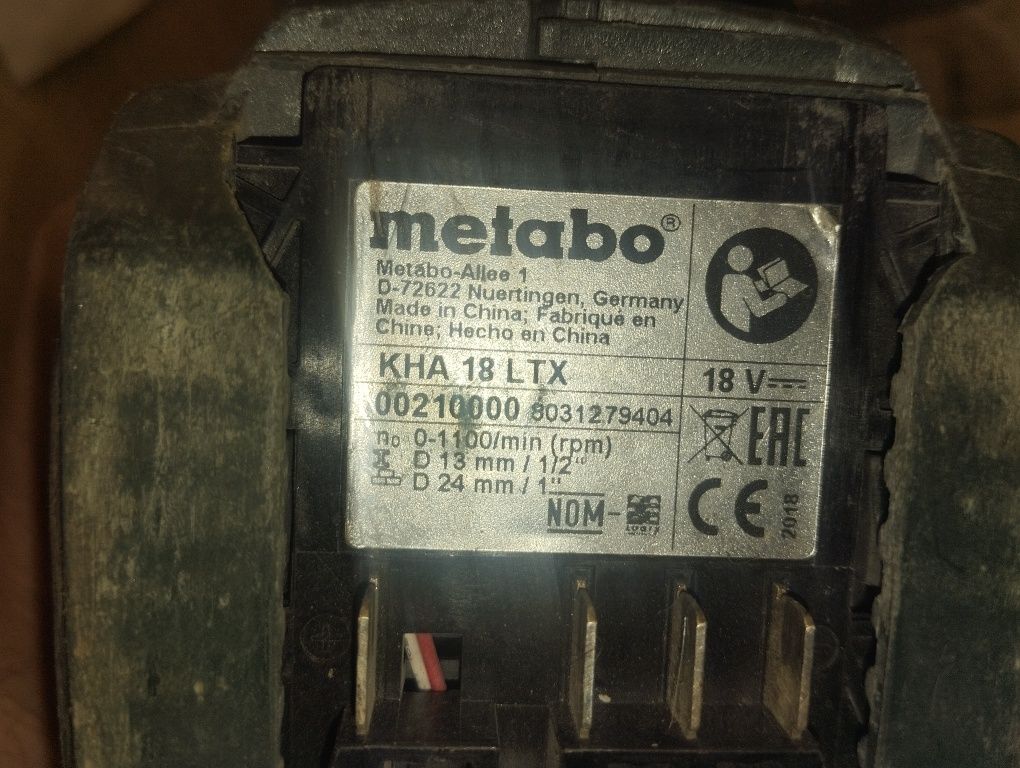 metabo®
Metabo-Allee 1
D-72622 Nuertingen, Germany
Made in China; Fabriqué en
Chine; Hecho en China
KHA 18 LTX
18 V
00210000 8031279404
n₀ 0-1100/min (rpm)
D 13 mm / 1/2"
D 24 mm / 1"
NOM-
EAC
CE
2018